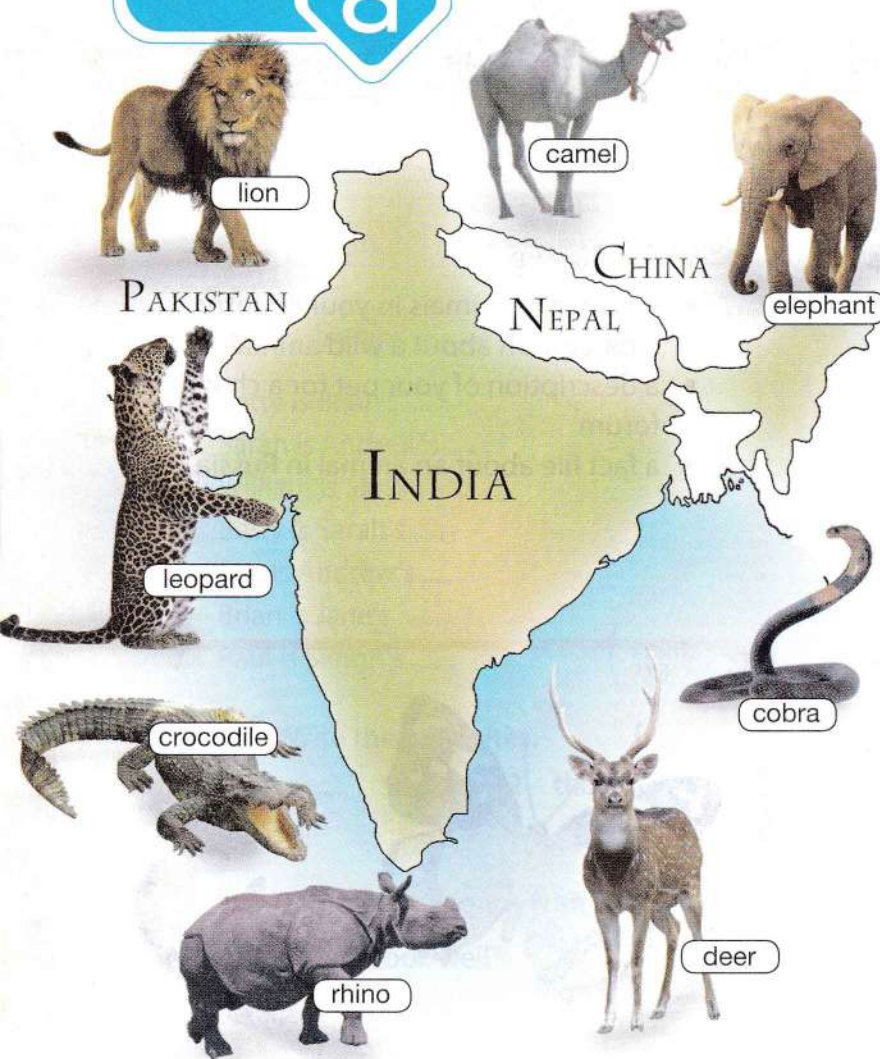 a
camel
lion
CHINA
PAKISTAN
NEPAL
elephant
INDIA
leopard
cobra
crocodile
deer
rhino